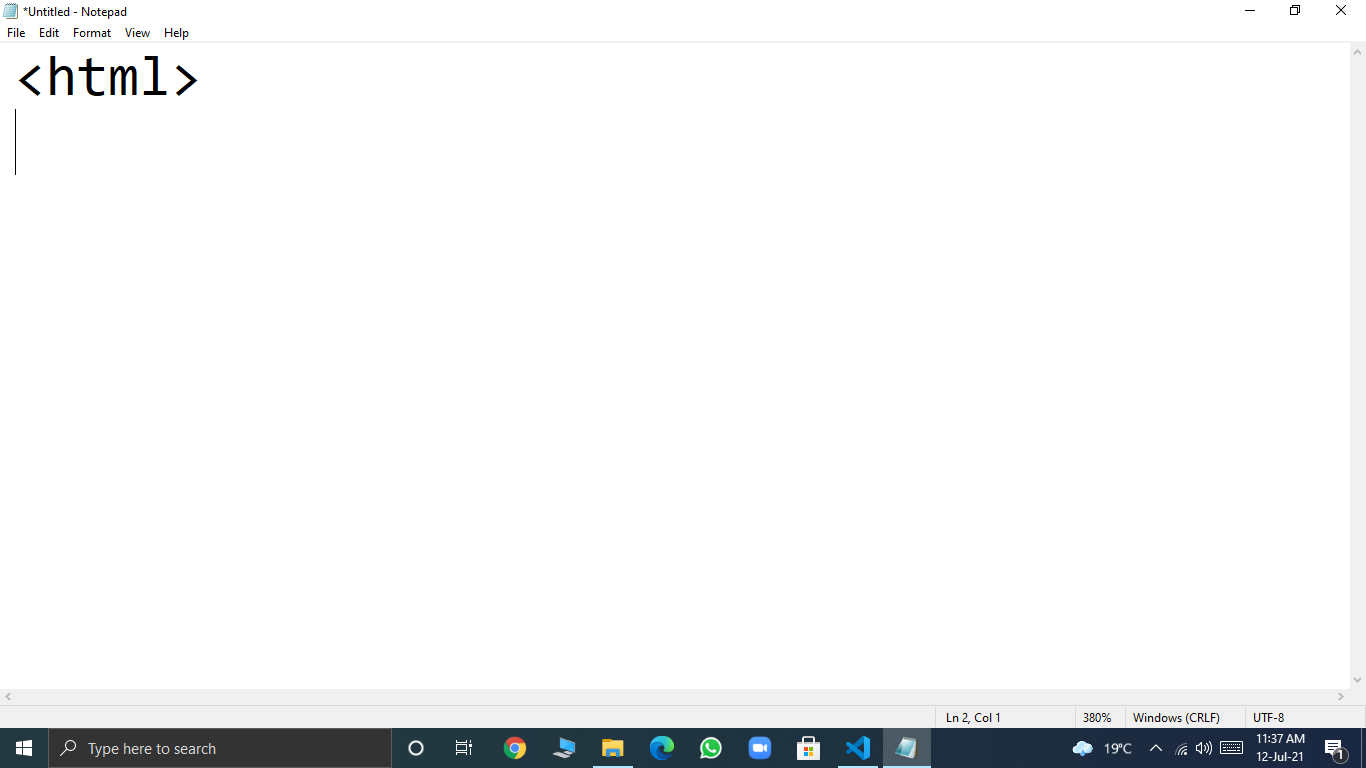 *Untitled - Notepad
File Edit Format View Help
<html>
Ln 2, Col 1 380% Windows (CRLF) UTF-8
Type here to search 19°C 11:37 AM
12-Jul-21 1